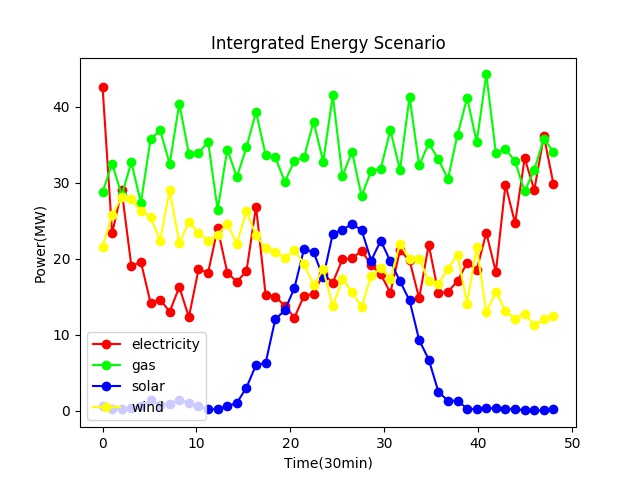 Intergrated Energy Scenario
Power(MW)
40
30
20
10
0
electricity
gas
solar
wind
0 10 20 30 40 50
Time(30min)